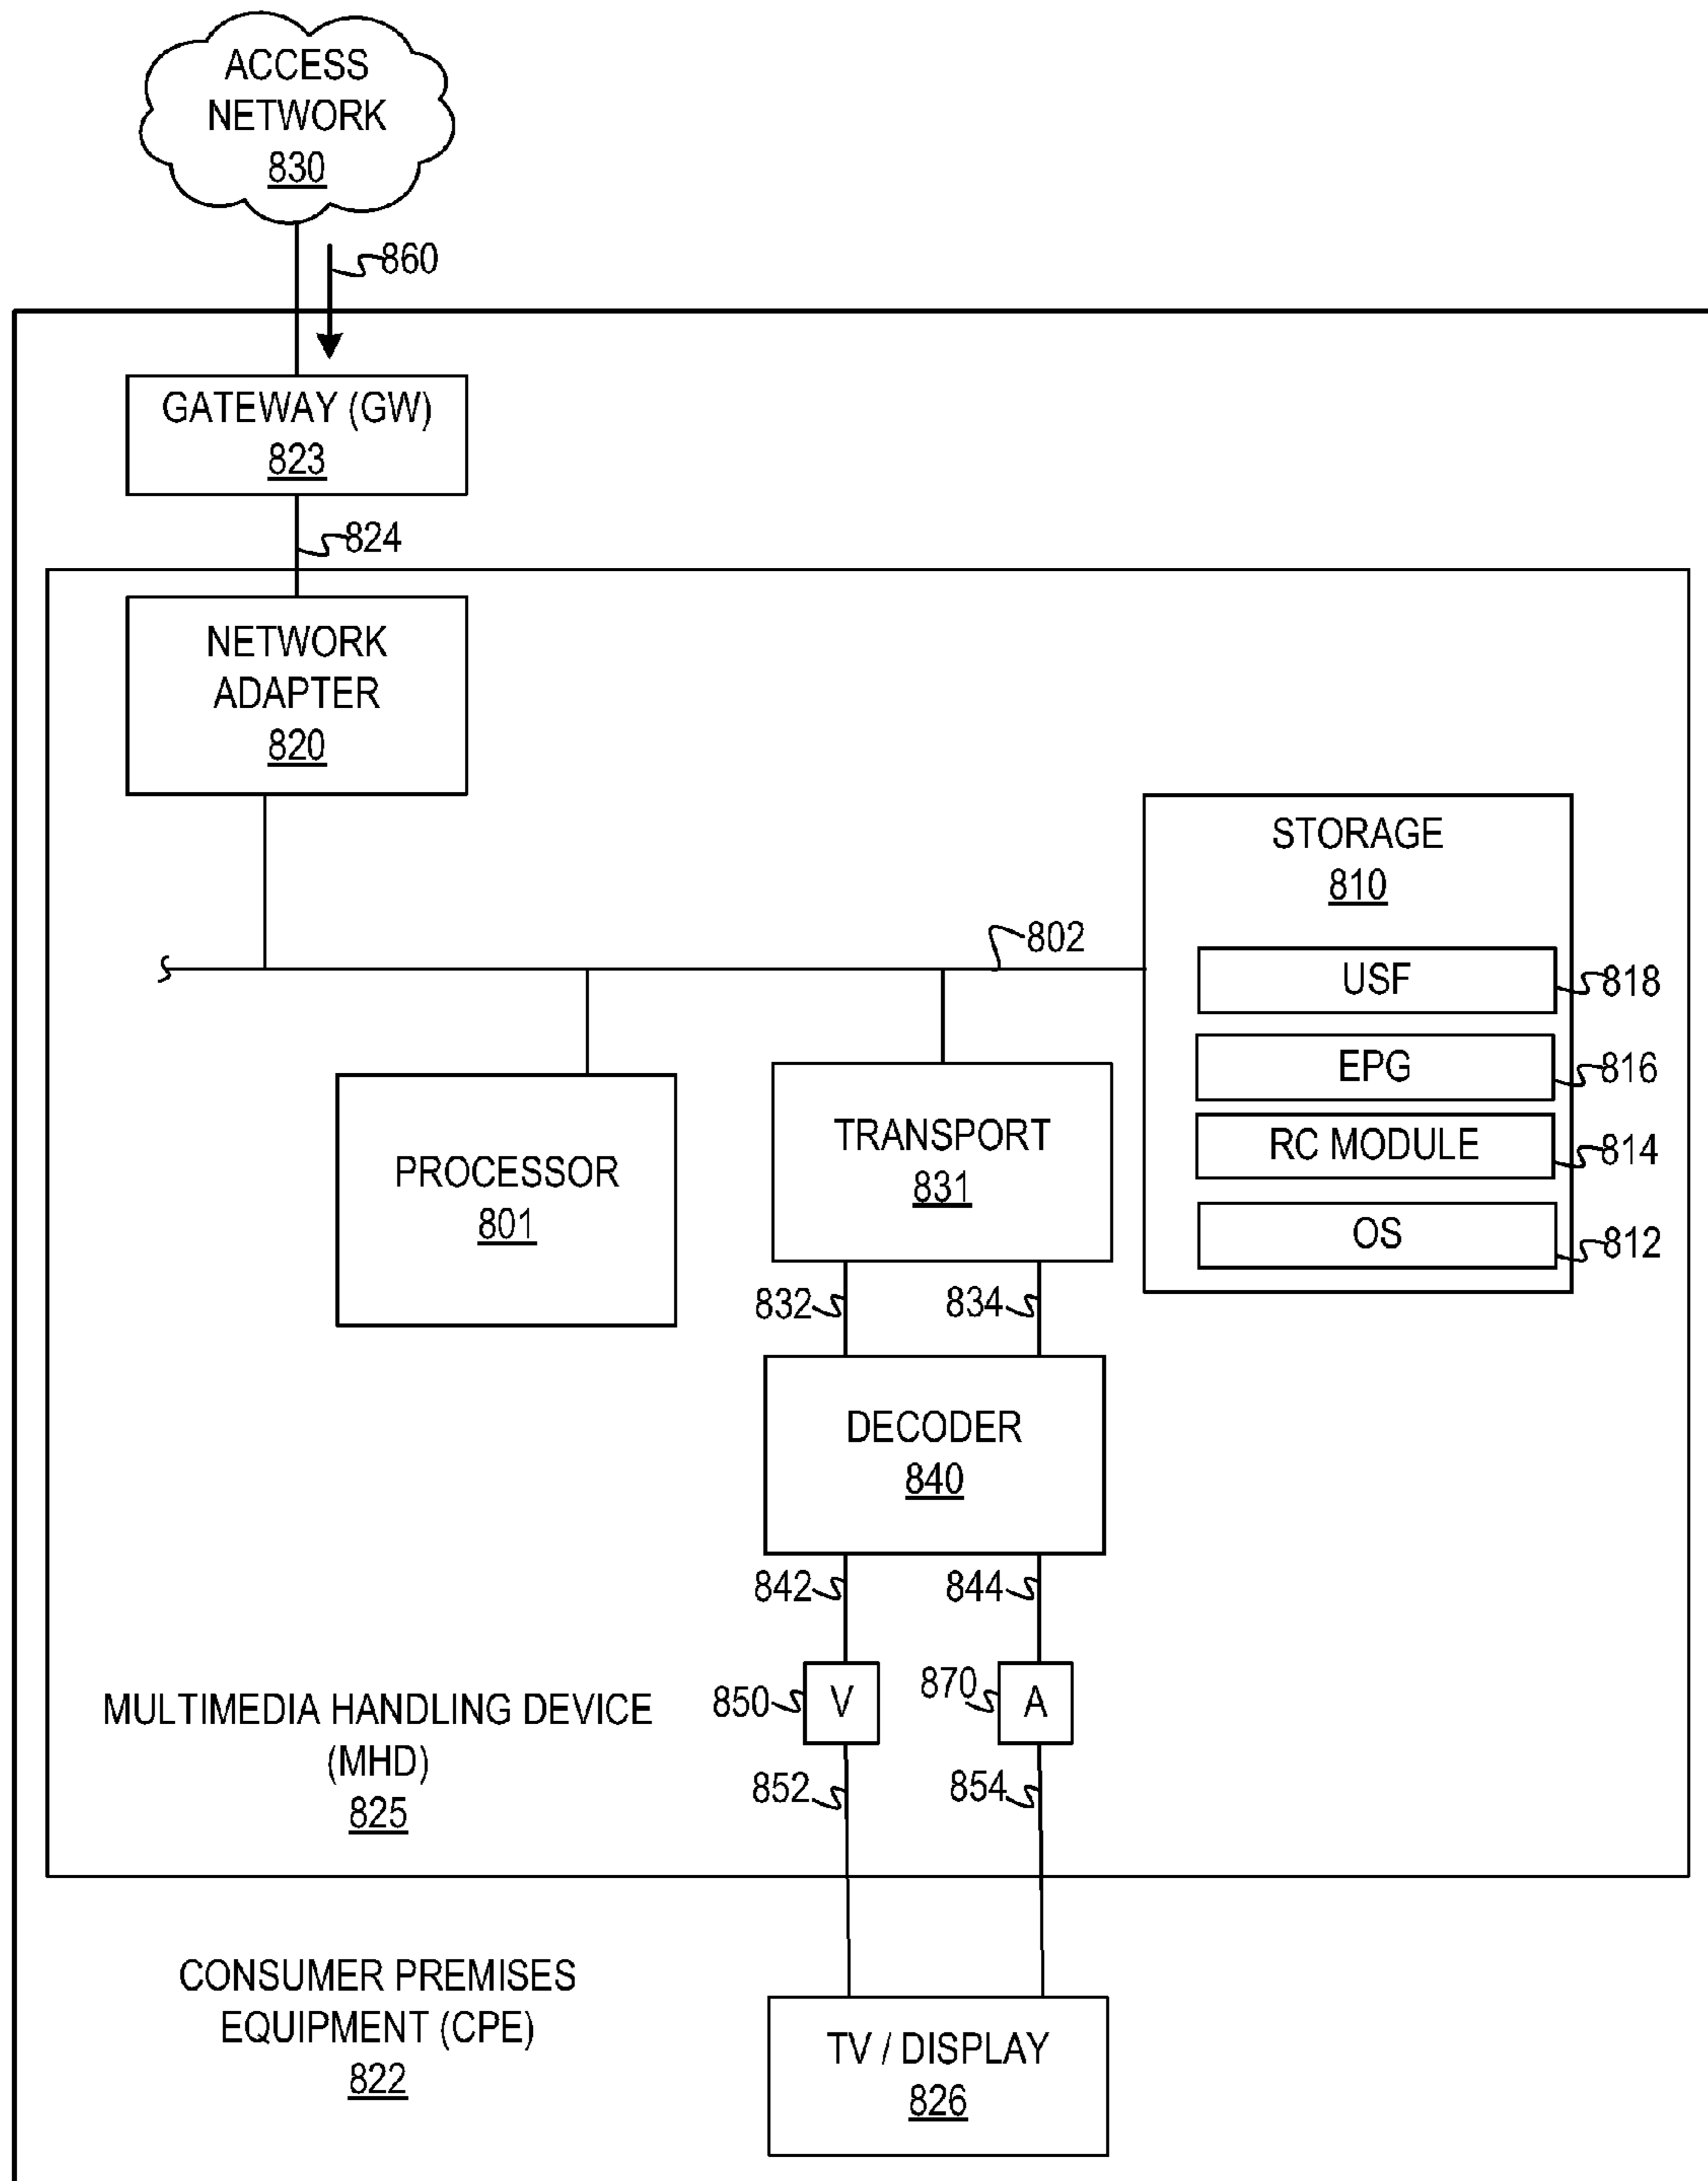 ACCESS
NETWORK
830
860
GATEWAY (GW)
823
824
NETWORK
ADAPTER
820
STORAGE
810
802
USF
818
EPG
816
RC MODULE
814
OS
812
PROCESSOR
801
TRANSPORT
831
832
834
DECODER
840
842
844
850
V
870
A
852
854
MULTIMEDIA HANDLING DEVICE
(MHD)
825
CONSUMER PREMISES
EQUIPMENT (CPE)
822
TV / DISPLAY
826